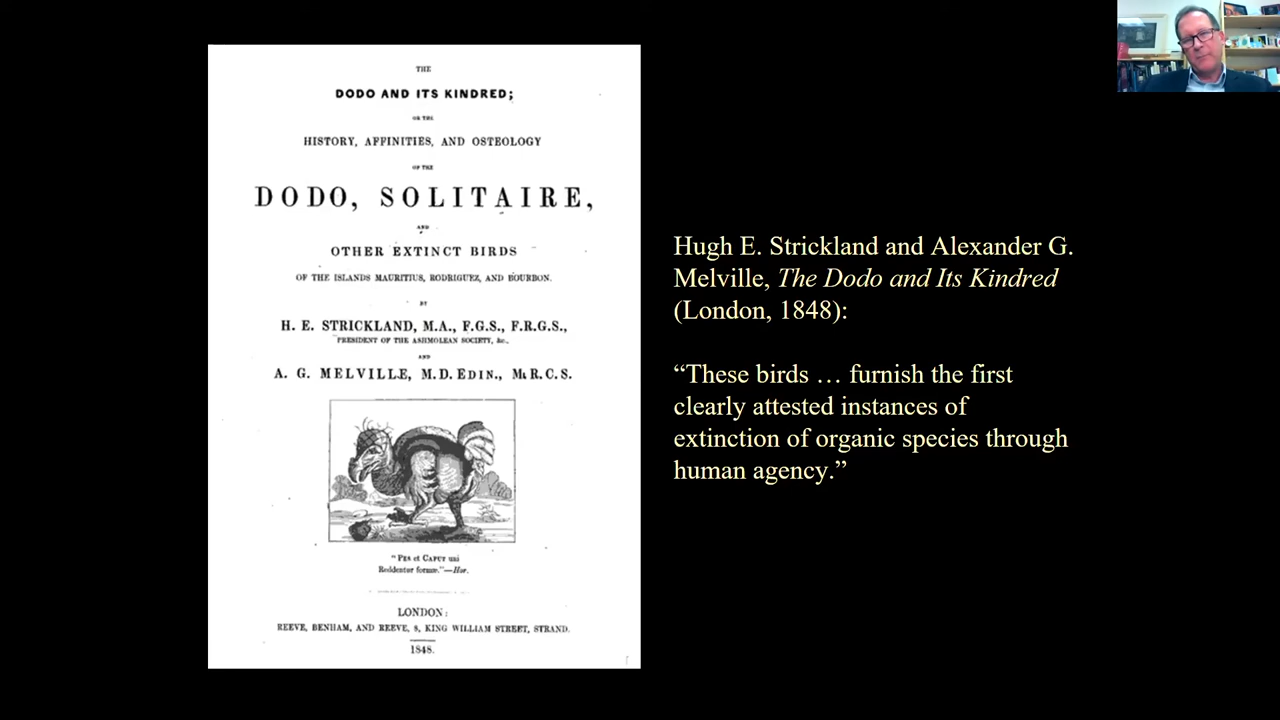 THE
DODO AND ITS KINDRED;
OR THE
HISTORY, AFFINITIES, AND OSTEOLOGY
OF THE
DODO, SOLITAIRE,
AND
OTHER EXTINCT BIRDS
OF THE ISLANDS MAURITIUS, RODRIGUEZ, AND BOURBON.
BY
H. E. STRICKLAND, M.A., F.G.S., F.R.G.S.,
PRESIDENT OF THE ASHMOLEAN SOCIETY, &c.,
AND
A. G. MELVILLE, M.D. EDIN., M.R.C.S.
"PES et CAPUT uni
Reddentur formæ."—Hor.
LONDON:
REEVE, BENHAM, AND REEVE, 8, KING WILLIAM STREET, STRAND.
1848.
Hugh E. Strickland and Alexander G.
Melville, The Dodo and Its Kindred
(London, 1848):
“These birds … furnish the first
clearly attested instances of
extinction of organic species through
human agency.”